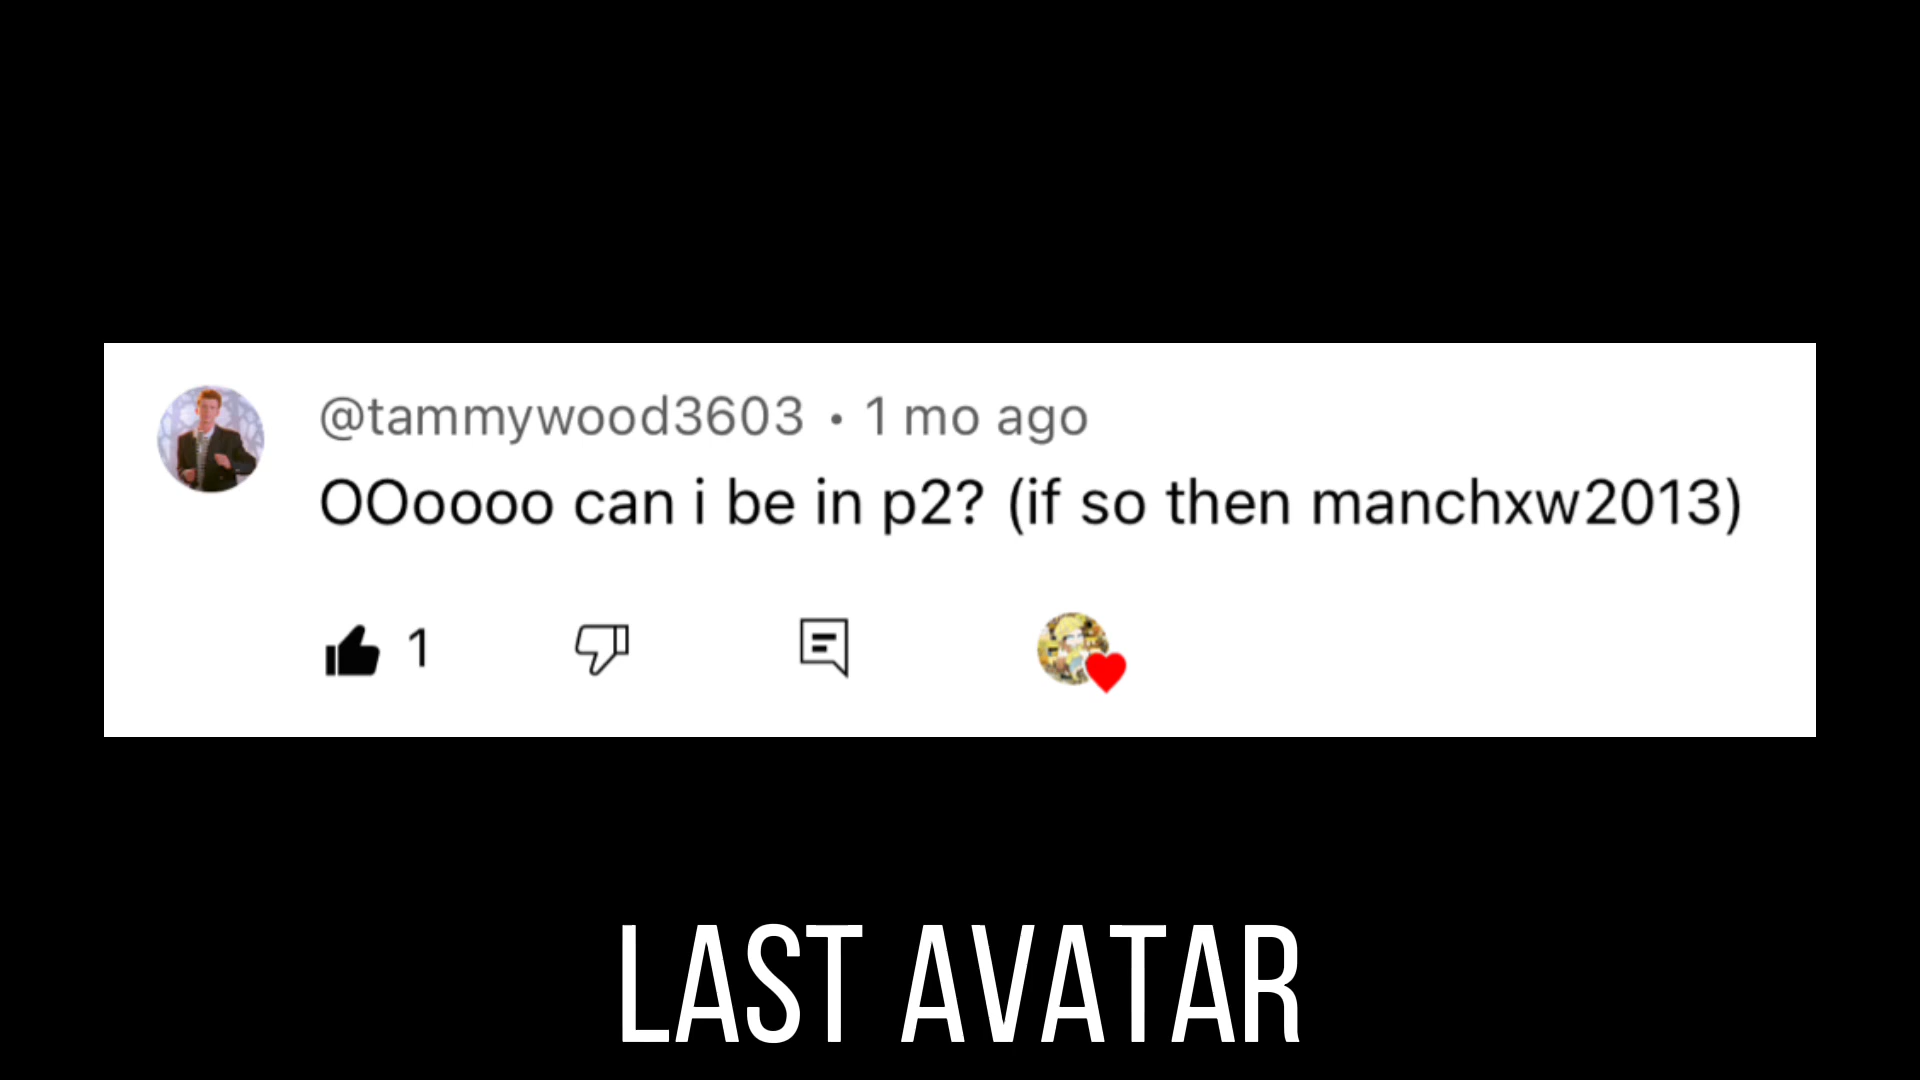 @tammywood3603 • 1 mo ago
OOoooo can i be in p2? (if so then manchxw2013)
1
LAST AVATAR